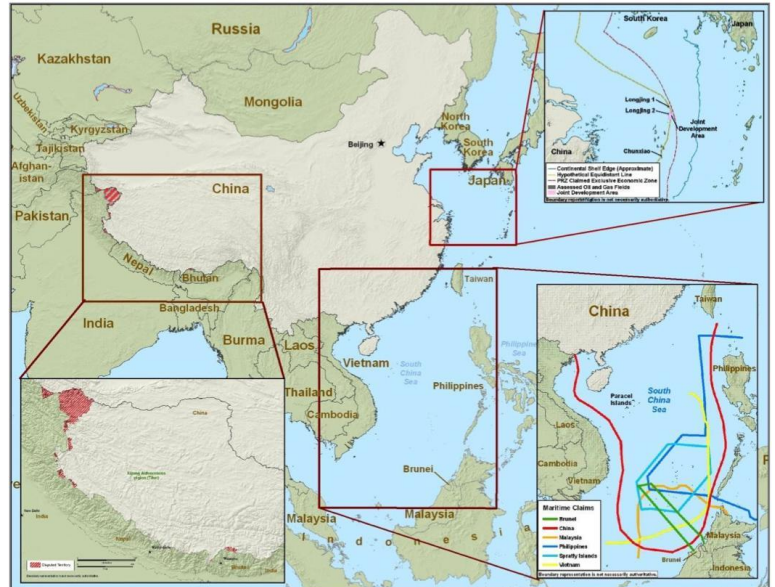 Russia
Kazakhstan
Mongolia
Uzbekistan
Kyrgyzstan
Tajikistan
Afghan-
istan
Pakistan
China
Beijing
North
Korea
South
Korea
Japan
Nepal
Bhutan
Bangladesh
India
Burma
Laos
Vietnam
Thailand
Cambodia
Taiwan
South
China
Sea
Philippine
Sea
Philippines
Brunei
Malaysia
Malaysia
Indonesia
South Korea
Japan
Longjing 1
Longjing 2
Joint
Development
Area
Chunxiao
China
Continental Shelf Edge (Approximate)
Hypothetical Equidistant Line
PRZ Claimed Exclusive Economic Zone
Assessed Oil and Gas Fields
Joint Development Area
Boundary representation is not necessarily authoritative.
China
India
Nepal
Bhutan
India
Disputed Territory
China
Taiwan
Philippines
Paracel
Islands
South
China
Sea
Laos
Cambodia
Vietnam
Malaysia
Brunei
Indonesia
Maritime Claims
Brunei
China
Malaysia
Philippines
Spratly Islands
Vietnam
Boundary representation is not necessarily authoritative.